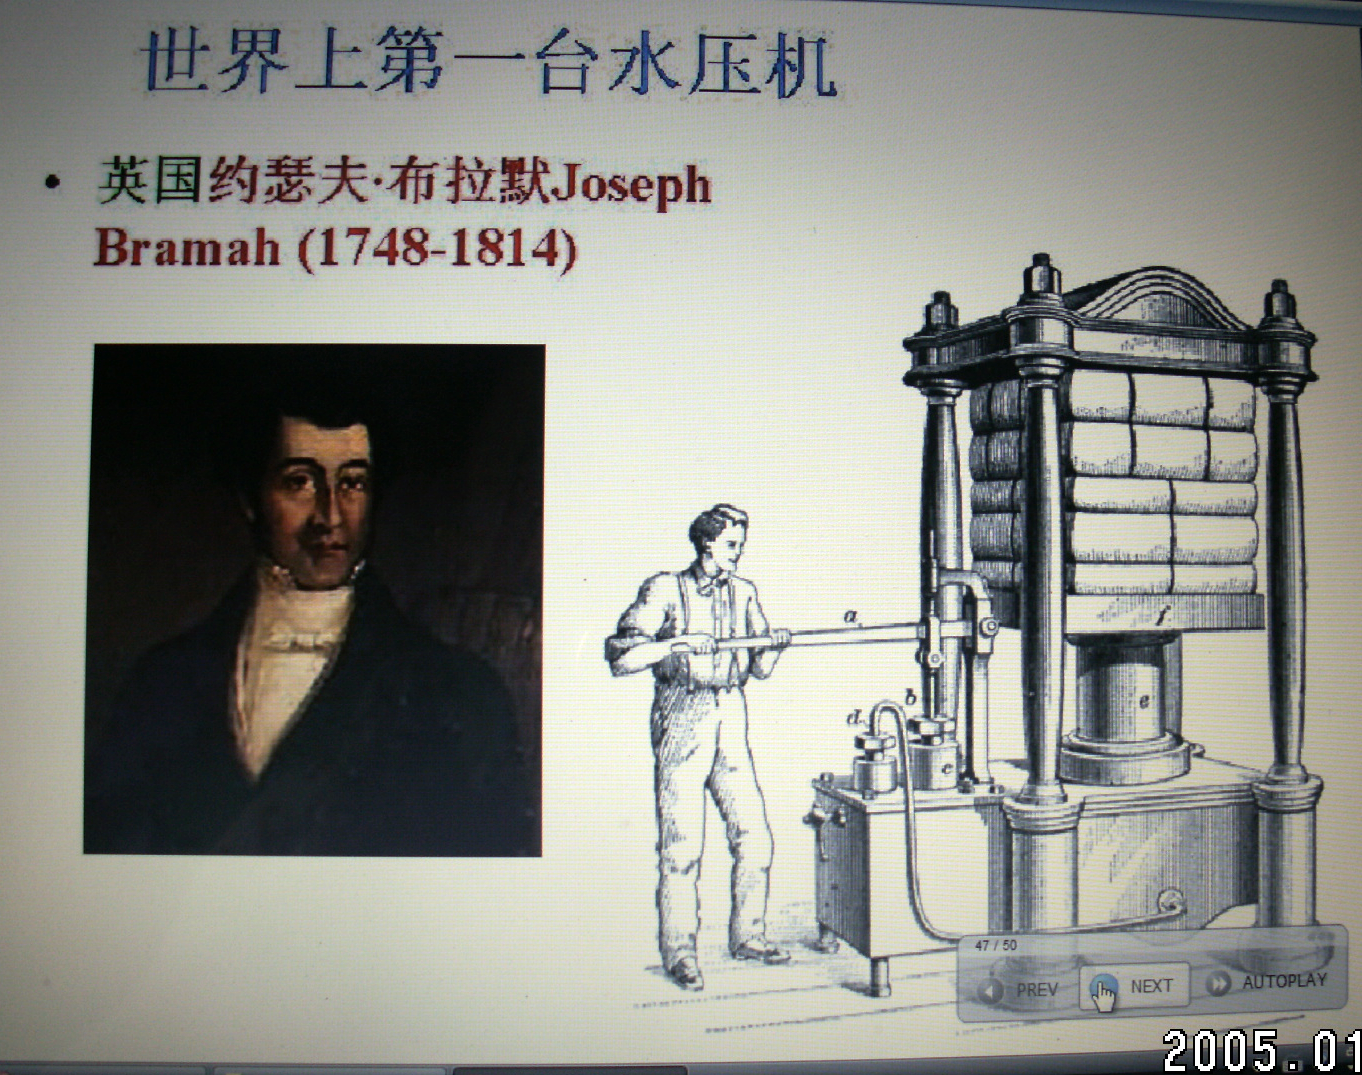 世界上第一台水压机
• 英国约瑟夫·布拉默Joseph
Bramah (1748-1814)
a
b
d
c
e
f
47 / 50
PREV
NEXT
AUTOPLAY
2005.01